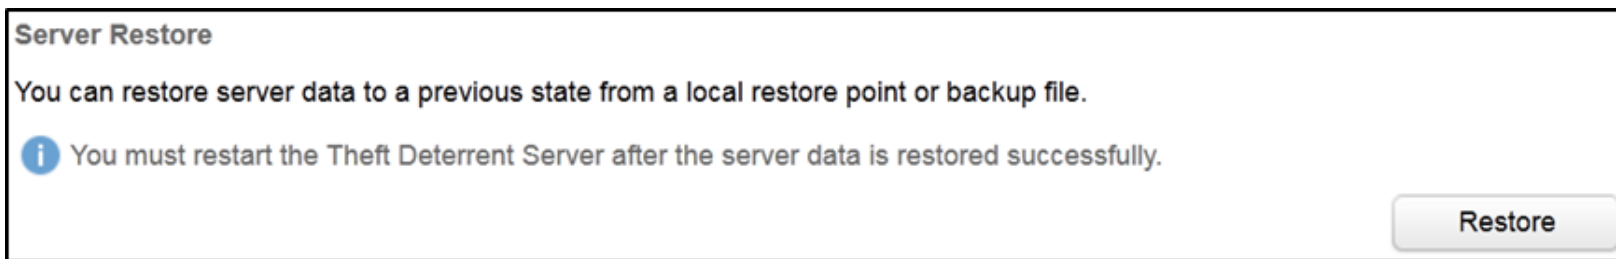 Server Restore
You can restore server data to a previous state from a local restore point or backup file.
You must restart the Theft Deterrent Server after the server data is restored successfully.
Restore